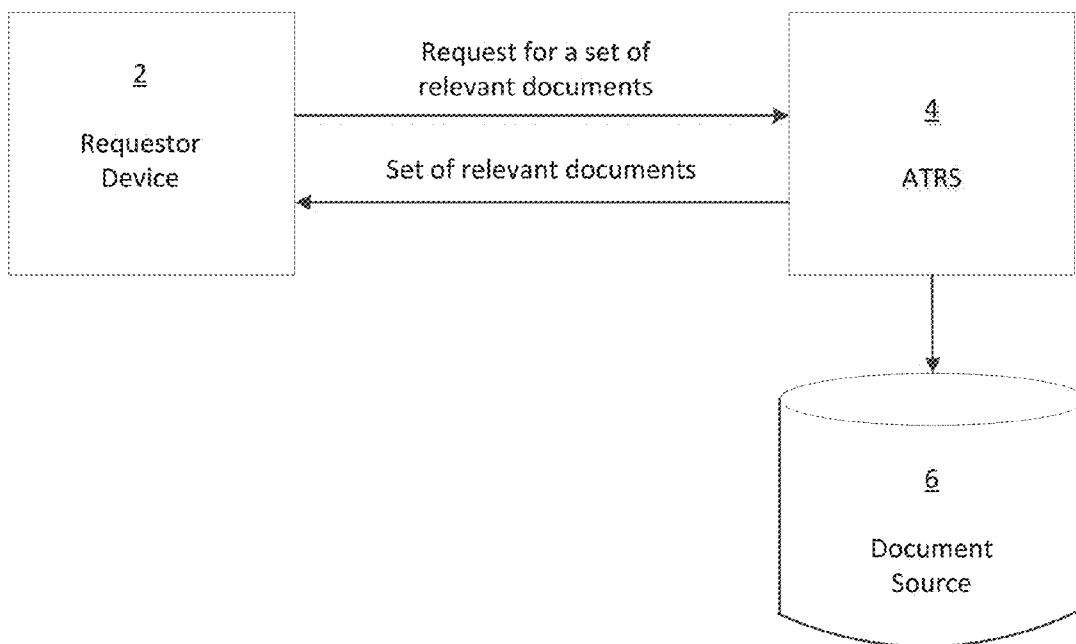 2
Requestor
Device
Request for a set of
relevant documents
Set of relevant documents
4
ATRS
6
Document
Source